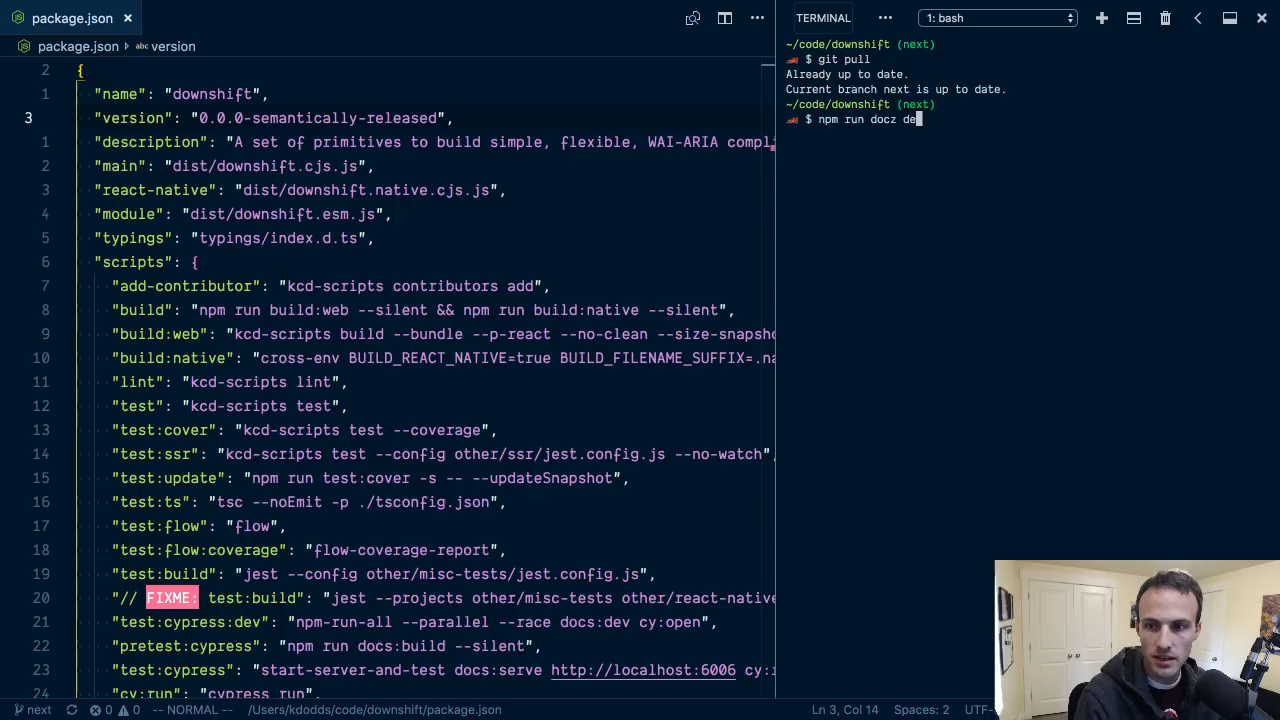 package.json ×
package.json › abc version
2 {
1 "name": "downshift",
3 "version": "0.0.0-semantically-released",
1 "description": "A set of primitives to build simple, flexible, WAI-ARIA compl
2 "main": "dist/downshift.cjs.js",
3 "react-native": "dist/downshift.native.cjs.js",
4 "module": "dist/downshift.esm.js",
5 "typings": "typings/index.d.ts",
6 "scripts": {
7 "add-contributor": "kcd-scripts contributors add",
8 "build": "npm run build:web --silent && npm run build:native --silent",
9 "build:web": "kcd-scripts build --bundle --p-react --no-clean --size-snapsho
10 "build:native": "cross-env BUILD_REACT_NATIVE=true BUILD_FILENAME_SUFFIX=.na
11 "lint": "kcd-scripts lint",
12 "test": "kcd-scripts test",
13 "test:cover": "kcd-scripts test --coverage",
14 "test:ssr": "kcd-scripts test --config other/ssr/jest.config.js --no-watch",
15 "test:update": "npm run test:cover -s -- --updateSnapshot",
16 "test:ts": "tsc --noEmit -p ./tsconfig.json",
17 "test:flow": "flow",
18 "test:flow:coverage": "flow-coverage-report",
19 "test:build": "jest --config other/misc-tests/jest.config.js",
20 "// FIXME: test:build": "jest --projects other/misc-tests other/react-native
21 "test:cypress:dev": "npm-run-all --parallel --race docs:dev cy:open",
22 "pretest:cypress": "npm run docs:build --silent",
23 "test:cypress": "start-server-and-test docs:serve http://localhost:6006 cy:r
24 "cy:run": "cypress run",
TERMINAL ··· 1: bash
~/code/downshift (next)
$ git pull
Already up to date.
Current branch next is up to date.
~/code/downshift (next)
$ npm run docz de
next 0 0 -- NORMAL -- /Users/kdodds/code/downshift/package.json Ln 3, Col 14 Spaces: 2 UTF-